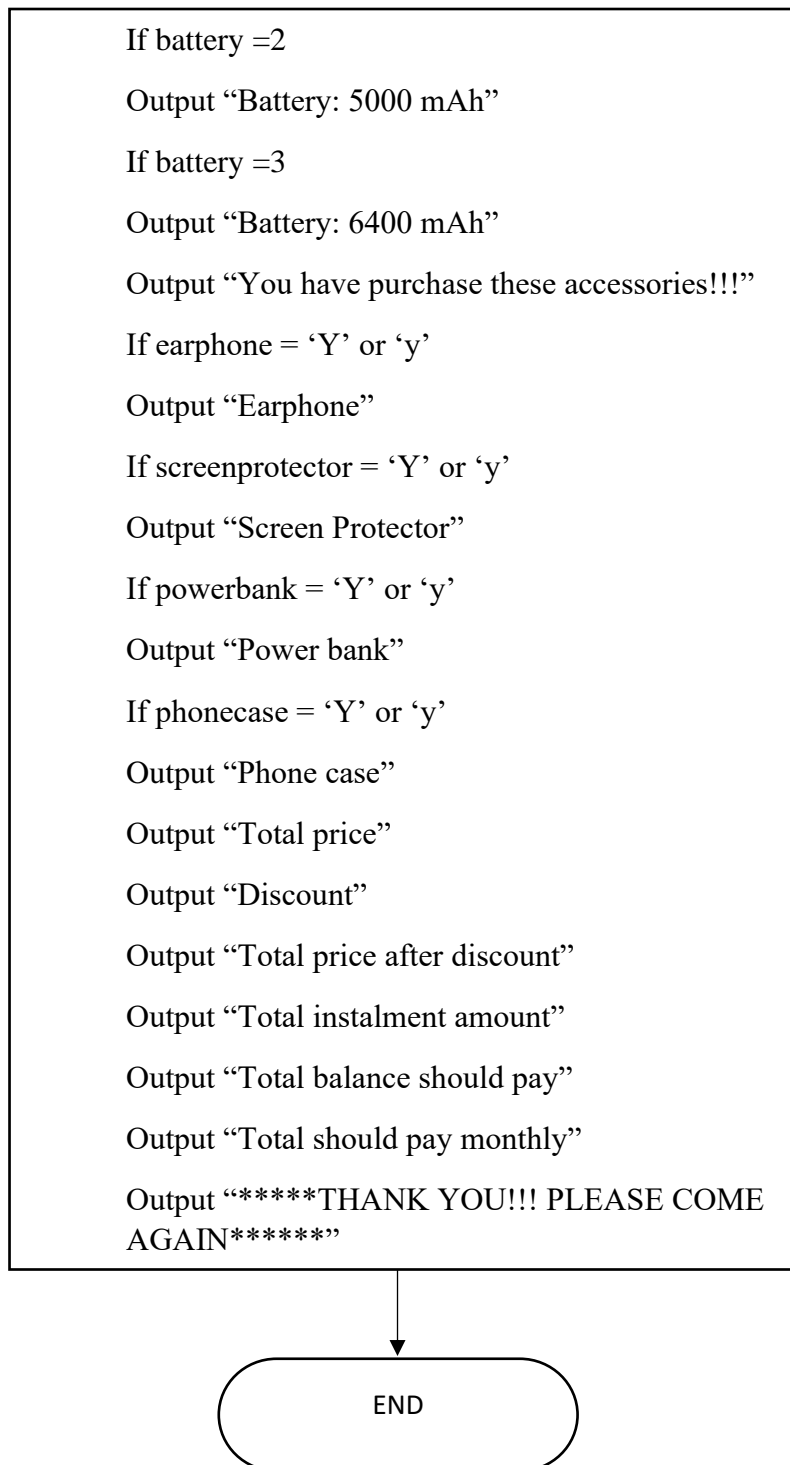 If battery =2
Output “Battery: 5000 mAh”
If battery =3
Output “Battery: 6400 mAh”
Output “You have purchase these accessories!!!”
If earphone = ‘Y’ or ‘y’
Output “Earphone”
If screenprotector = ‘Y’ or ‘y’
Output “Screen Protector”
If powerbank = ‘Y’ or ‘y’
Output “Power bank”
If phonecase = ‘Y’ or ‘y’
Output “Phone case”
Output “Total price”
Output “Discount”
Output “Total price after discount”
Output “Total instalment amount”
Output “Total balance should pay”
Output “Total should pay monthly”
Output “*****THANK YOU!!! PLEASE COME
AGAIN******”
END